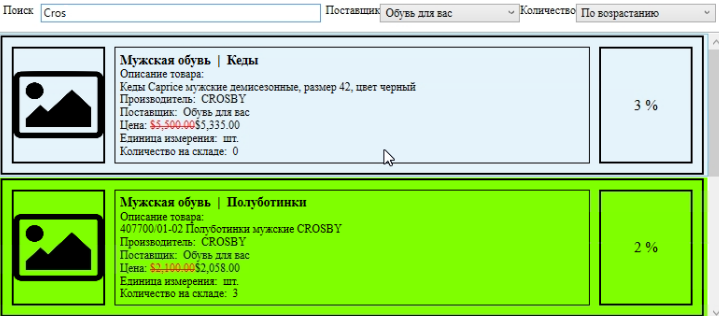 Поиск Cros Поставщик Обувь для вас Количество По возрастанию
Мужская обувь | Кеды
Описание товара:
Кеды Caprice мужские демисезонные, размер 42, цвет черный
Производитель: CROSBY
Поставщик: Обувь для вас
Цена: $5,500.00$5,335.00
Единица измерения: шт.
Количество на складе: 0
3 %
Мужская обувь | Полуботинки
Описание товара:
407700/01-02 Полуботинки мужские CROSBY
Производитель: CROSBY
Поставщик: Обувь для вас
Цена: $2,100.00$2,058.00
Единица измерения: шт.
Количество на складе: 3
2 %